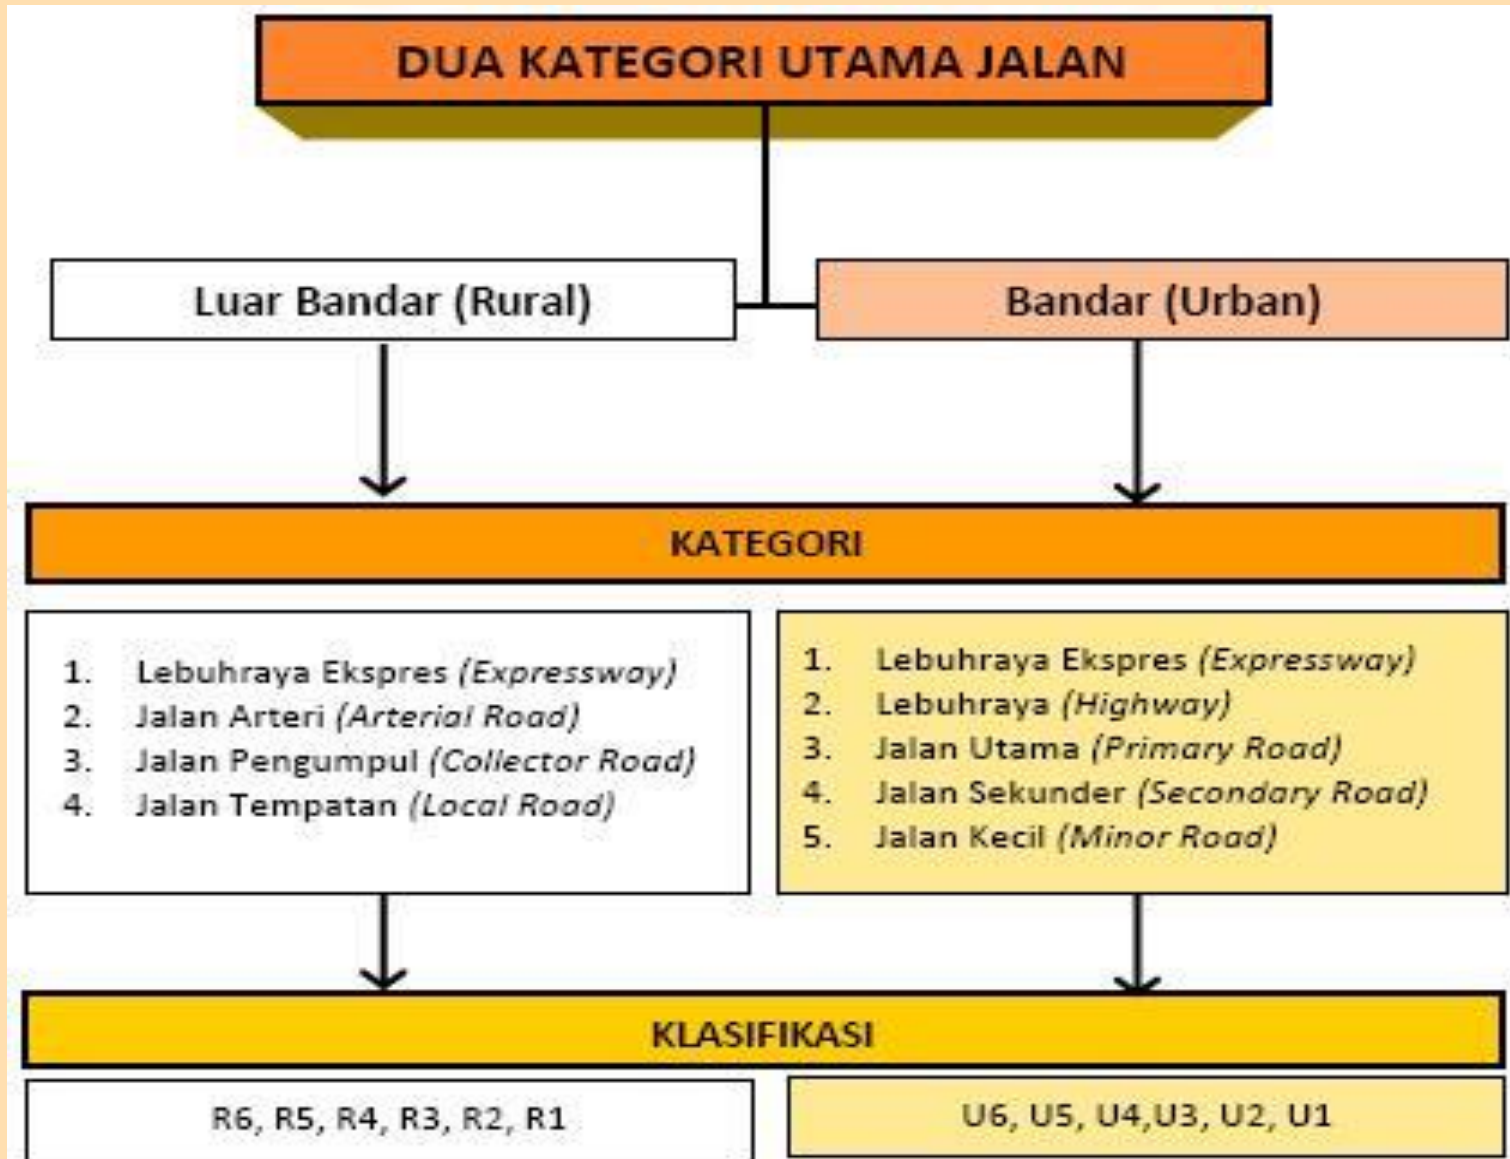 DUA KATEGORI UTAMA JALAN
Luar Bandar (Rural)
Bandar (Urban)
KATEGORI
1. Lebuhraya Ekspres (Expressway)
2. Jalan Arteri (Arterial Road)
3. Jalan Pengumpul (Collector Road)
4. Jalan Tempatan (Local Road)
1. Lebuhraya Ekspres (Expressway)
2. Lebuhraya (Highway)
3. Jalan Utama (Primary Road)
4. Jalan Sekunder (Secondary Road)
5. Jalan Kecil (Minor Road)
KLASIFIKASI
R6, R5, R4, R3, R2, R1
U6, U5, U4,U3, U2, U1